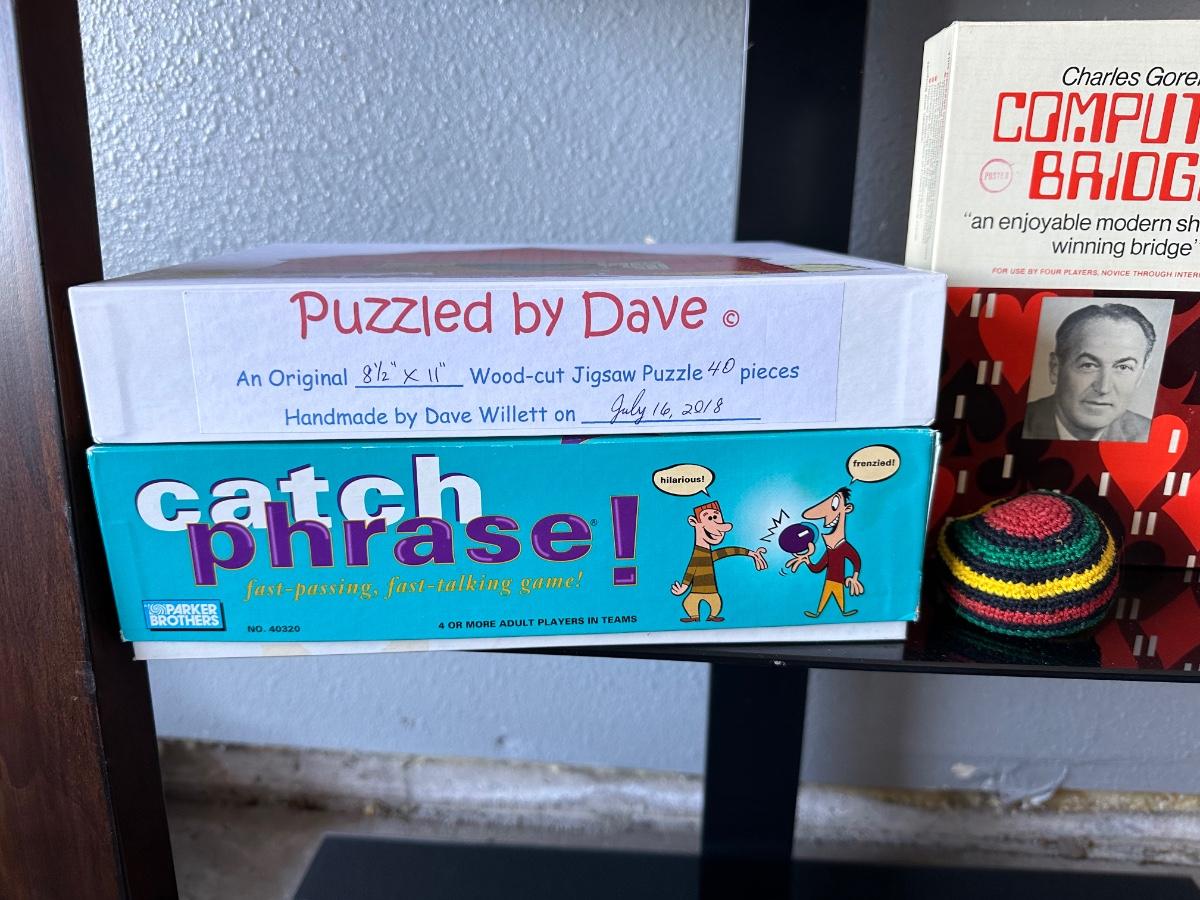 Puzzled by Dave ©
An Original 8½" x 11" Wood-cut Jigsaw Puzzle 40 pieces
Handmade by Dave Willett on July 16, 2018
catch
phrase!®
fast-passing, fast-talking game!
PARKER
BROTHERS
NO. 40320
4 OR MORE ADULT PLAYERS IN TEAMS
hilarious!
frenzied!
Charles Gore
COMPUT
BRIDG
"an enjoyable modern sh
winning bridge"
FOR USE BY FOUR PLAYERS, NOVICE THROUGH INTER